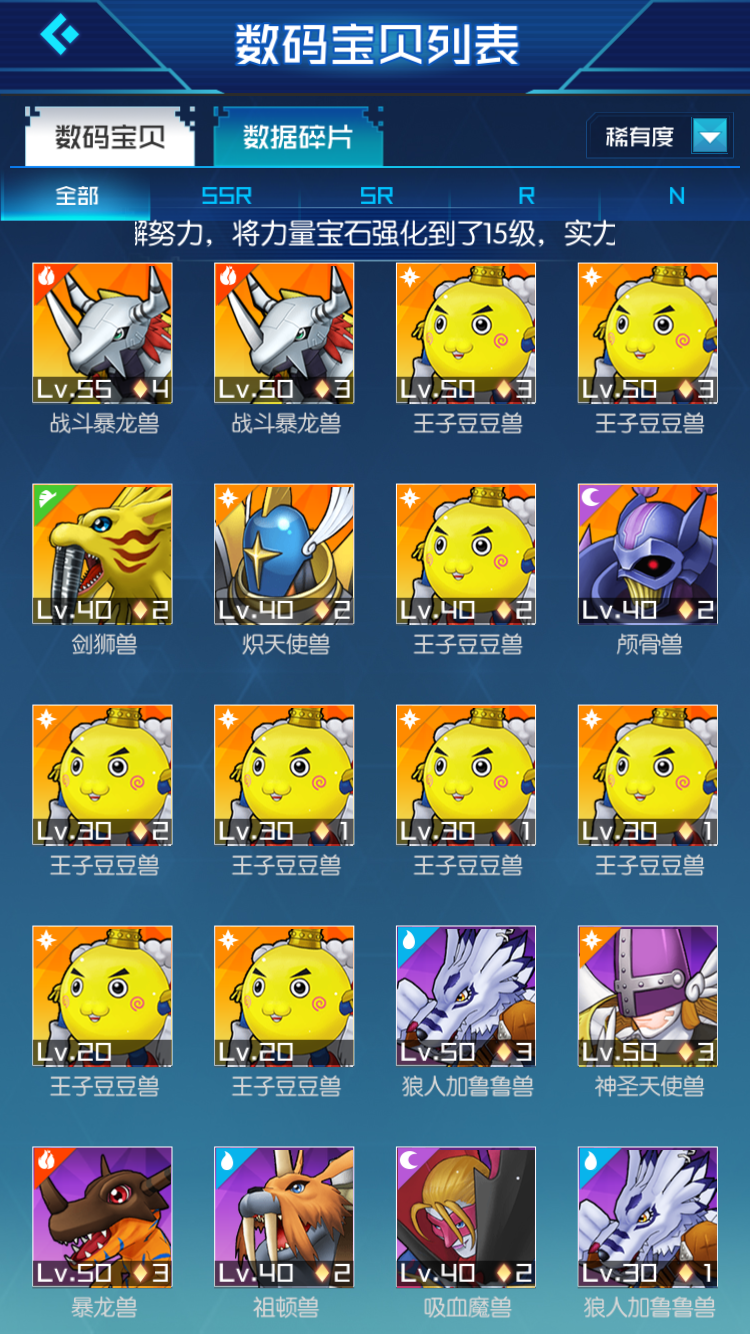 数码宝贝列表
数码宝贝 数据碎片 稀有度
全部 SSR SR R N
解努力，将力量宝石强化到了15级，实力
Lv.55 4 Lv.50 3 Lv.50 3 Lv.50 3
战斗暴龙兽 战斗暴龙兽 王子豆豆兽 王子豆豆兽
Lv.40 2 Lv.40 2 Lv.40 2 Lv.40 2
剑狮兽 炽天使兽 王子豆豆兽 颅骨兽
Lv.30 2 Lv.30 1 Lv.30 1 Lv.30 1
王子豆豆兽 王子豆豆兽 王子豆豆兽 王子豆豆兽
Lv.20 Lv.20 Lv.50 3 Lv.50 3
王子豆豆兽 王子豆豆兽 狼人加鲁鲁兽 神圣天使兽
Lv.50 3 Lv.40 2 Lv.40 2 Lv.30 1
暴龙兽 祖顿兽 吸血魔兽 狼人加鲁鲁兽